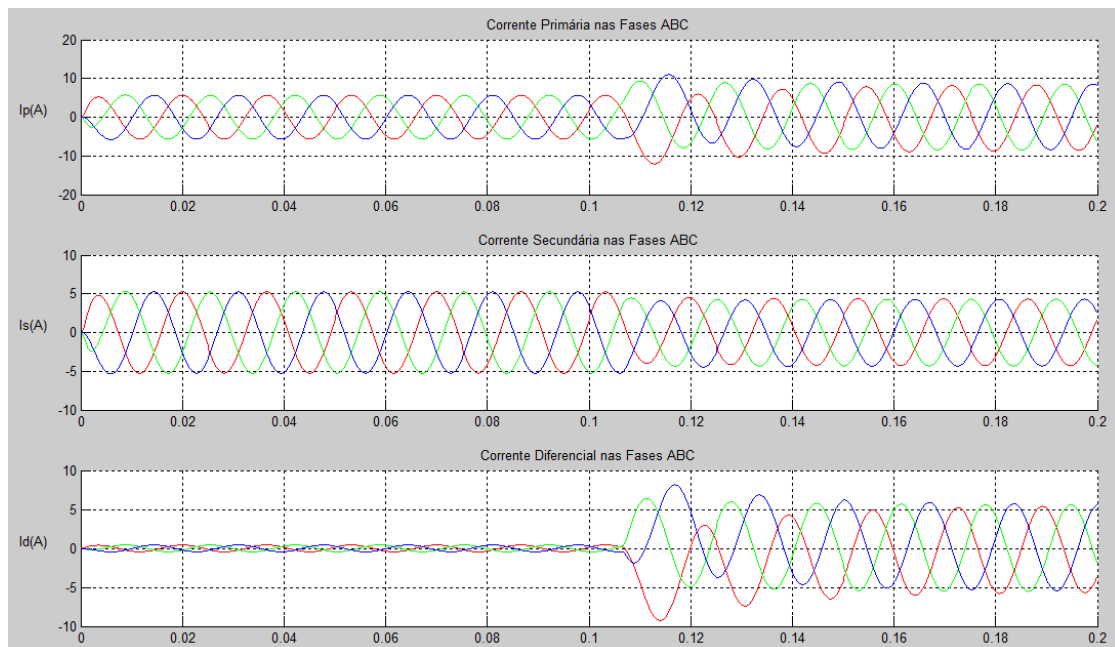 Corrente Primária nas Fases ABC
20
10
Ip(A)
0
-10
-20
0 0.02 0.04 0.06 0.08 0.1 0.12 0.14 0.16 0.18 0.2
Corrente Secundária nas Fases ABC
10
5
Is(A)
0
-5
-10
0 0.02 0.04 0.06 0.08 0.1 0.12 0.14 0.16 0.18 0.2
Corrente Diferencial nas Fases ABC
10
5
Id(A)
0
-5
-10
0 0.02 0.04 0.06 0.08 0.1 0.12 0.14 0.16 0.18 0.2